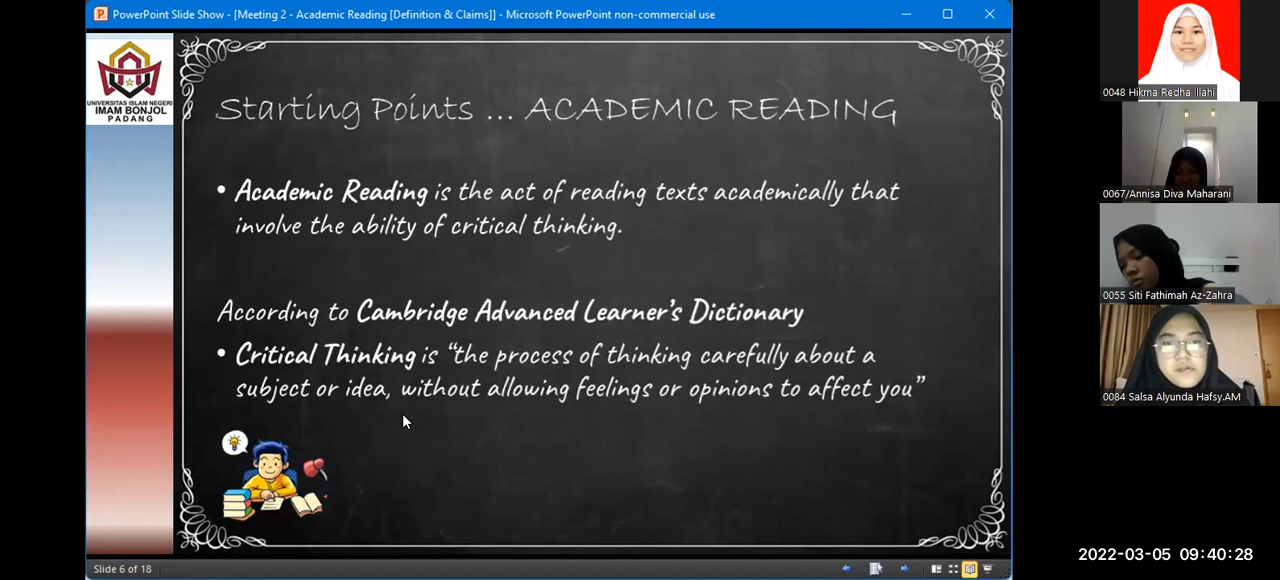 PowerPoint Slide Show - [Meeting 2 - Academic Reading [Definition & Claims]] - Microsoft PowerPoint non-commercial use
UNIVERSITAS ISLAM NEGERI
IMAM BONJOL
PADANG
Starting Points ... ACADEMIC READING
• Academic Reading is the act of reading texts academically that
involve the ability of critical thinking.
According to Cambridge Advanced Learner's Dictionary
• Critical Thinking is “the process of thinking carefully about a
subject or idea, without allowing feelings or opinions to affect you”
Slide 6 of 18
0048 Hikma Redha Illahi
0067/Annisa Diva Maharani
0055 Siti Fathimah Az-Zahra
0084 Salsa Alyunda Hafsy.AM
2022-03-05 09:40:28